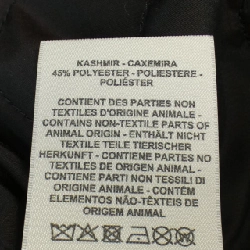 KASHMIR - CAXEMIRA
45% POLYESTER - POLIESTERE -
POLIÉSTER
CONTIENT DES PARTIES NON
TEXTILES D'ORIGINE ANIMALE -
CONTAINS NON-TEXTILE PARTS OF
ANIMAL ORIGIN - ENTHÄLT NICHT
TEXTILE TEILE TIERISCHER
HERKUNFT - CONTIENE PARTES NO
TEXTILES DE ORIGEN ANIMAL -
CONTIENE PARTI NON TESSILI DI
ORIGINE ANIMALE - CONTÉM
ELEMENTOS NÃO-TÊXTEIS DE
ORIGEM ANIMAL